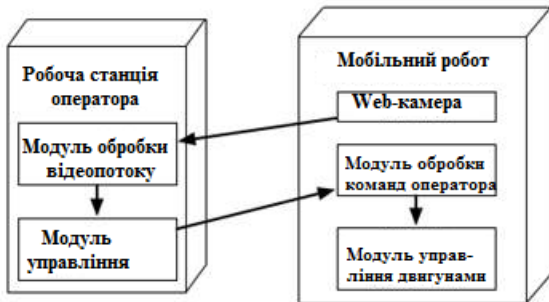 Робоча станція
оператора
Модуль обробки
відеопотоку
Модуль
управління
Мобільний робот
Web-камера
Модуль обробки
команд оператора
Модуль управ-
ління двигунами